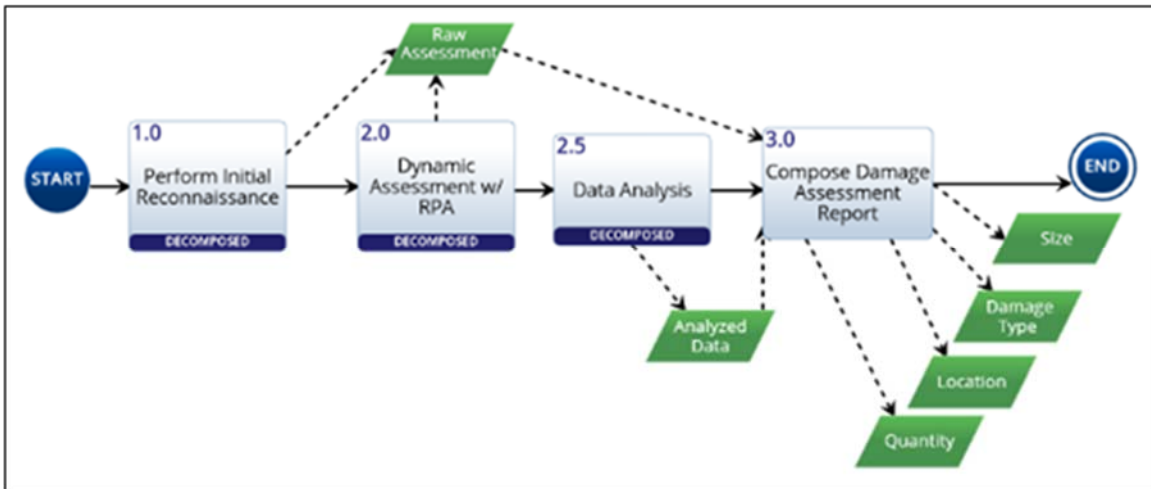 Raw
Assessment
1.0
Perform Initial
Reconnaissance
DECOMPOSED
2.0
Dynamic
Assessment w/
RPA
DECOMPOSED
2.5
Data Analysis
DECOMPOSED
3.0
Compose Damage
Assessment
Report
START
END
Size
Damage
Type
Analyzed
Data
Location
Quantity